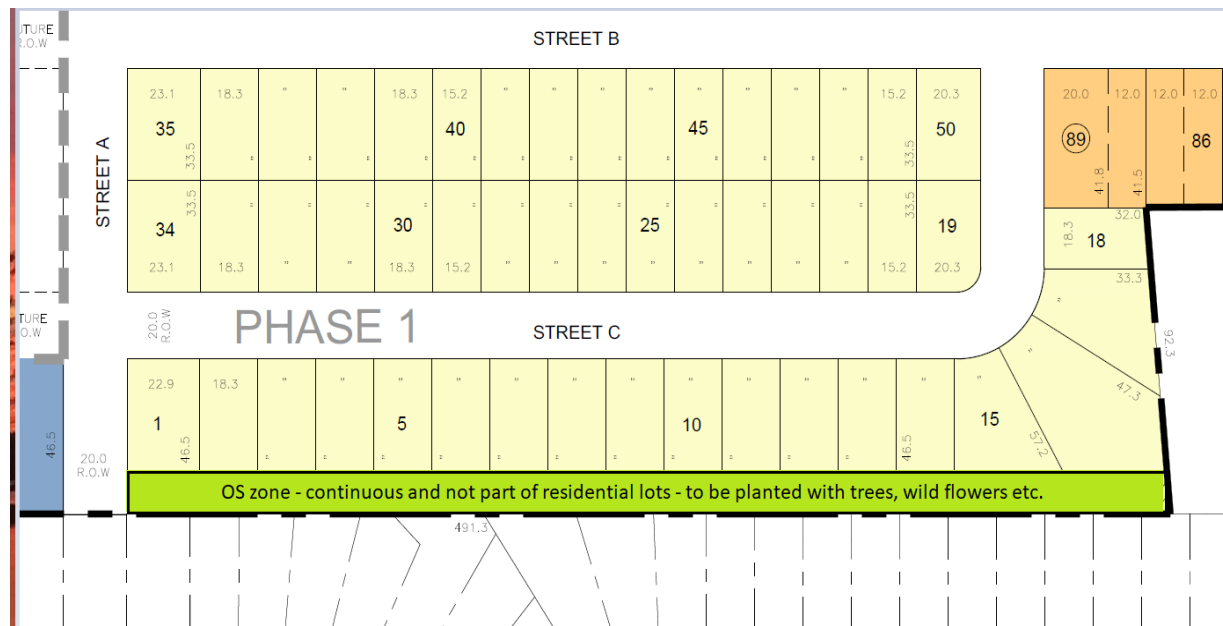 UTURE
R.O.W
STREET B
23.1 18.3 " " 18.3 15.2 " " " " " " " " 15.2 20.3
20.0 12.0 12.0 12.0
35 40 45 50
89 86
33.5 " " " " " " " " " " " " 33.5
41.8 41.5
STREET A
33.5 " " " " " " " " " " " " 33.5
32.0
34 30 25 19
18.3 18
23.1 18.3 " " 18.3 15.2 " " " " " " " " 15.2 20.3
33.3
TURE
O.W
20.0
R.O.W
PHASE 1
STREET C
"
92.3
"
22.9 18.3 " " " " " " " " " " " " "
47.3
1 5 10 15
46.5
20.0
R.O.W
46.5 " " " " " " " " " " " 46.5
57.2
OS zone - continuous and not part of residential lots - to be planted with trees, wild flowers etc.
491.3